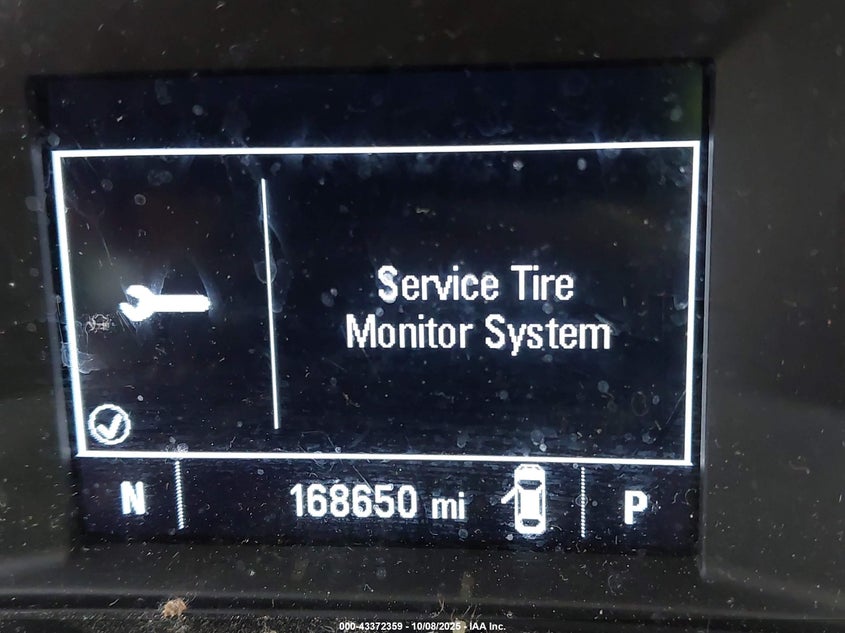 Service Tire
Monitor System
N 168650 mi P
000-43372359 - 10/08/2025 - IAA Inc.